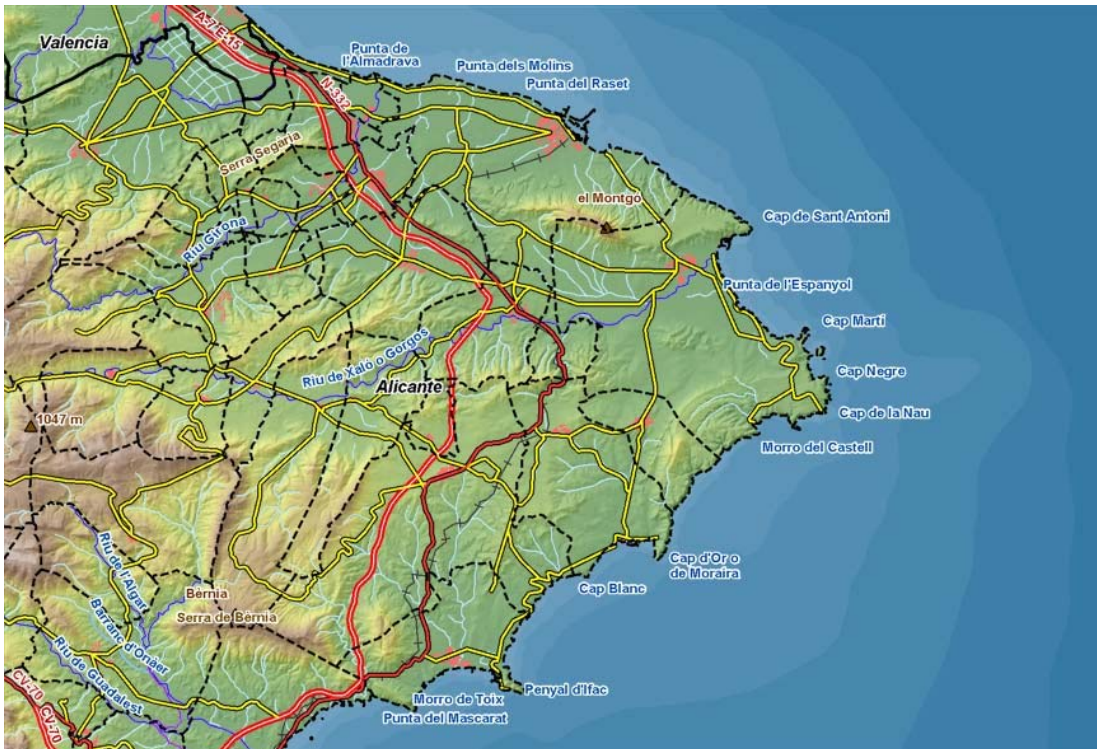 Valencia
A-7 E-15
N-332
Punta de
l'Almadrava
Punta dels Molins
Punta del Raset
Serra Segària
el Montgó
Cap de Sant Antoni
Riu Girona
Punta de l'Espanyol
Cap Martí
Riu de Xaló o Gorgos
Alicante
Cap Negre
Cap de la Nau
1047 m
Morro del Castell
Riu de l'Algar
Cap d'Or o
de Moraira
Cap Blanc
Bèrnia
Serra de Bèrnia
Barranc d'Onàer
Riu de Guadalest
CV-70
CV-70
Penyal d'Ifac
Morro de Toix
Punta del Mascarat